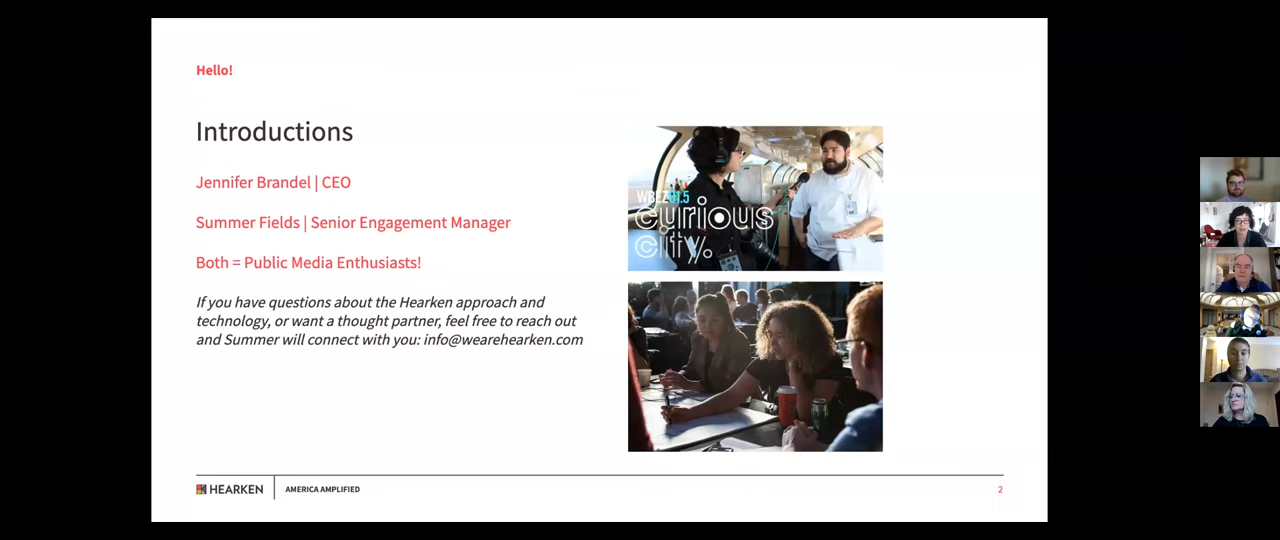 Hello!
Introductions
Jennifer Brandel | CEO
Summer Fields | Senior Engagement Manager
Both = Public Media Enthusiasts!
If you have questions about the Hearken approach and
technology, or want a thought partner, feel free to reach out
and Summer will connect with you: info@wearehearken.com
WBEZ91.5
curious
city.
HEARKEN
AMERICA AMPLIFIED
2